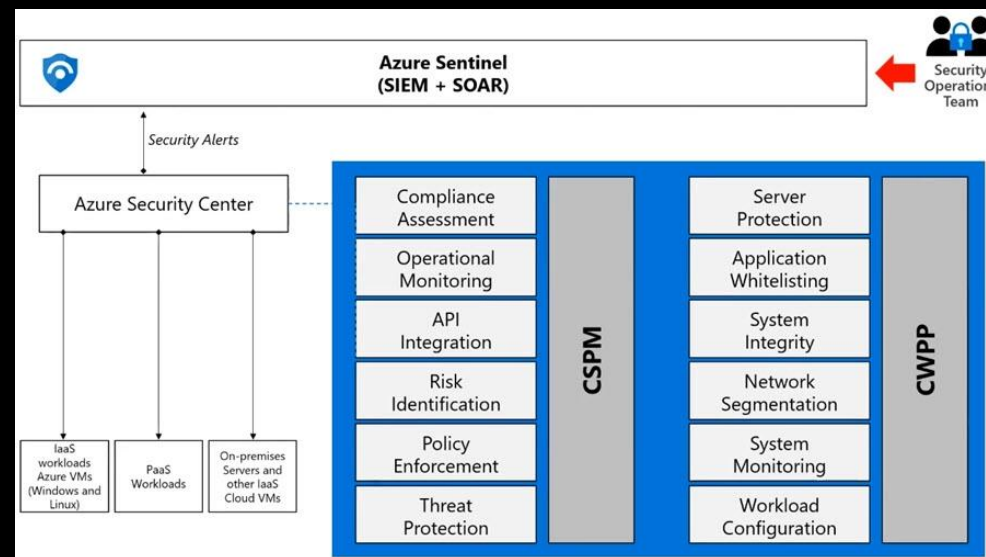 Azure Sentinel
(SIEM + SOAR)
Security
Operation
Team
Security Alerts
Azure Security Center
Compliance
Assessment
Operational
Monitoring
API
Integration
Risk
Identification
Policy
Enforcement
Threat
Protection
CSPM
Server
Protection
Application
Whitelisting
System
Integrity
Network
Segmentation
System
Monitoring
Workload
Configuration
CWPP
IaaS
workloads
Azure VMs
(Windows and
Linux)
PaaS
Workloads
On-premises
Servers and
other IaaS
Cloud VMs